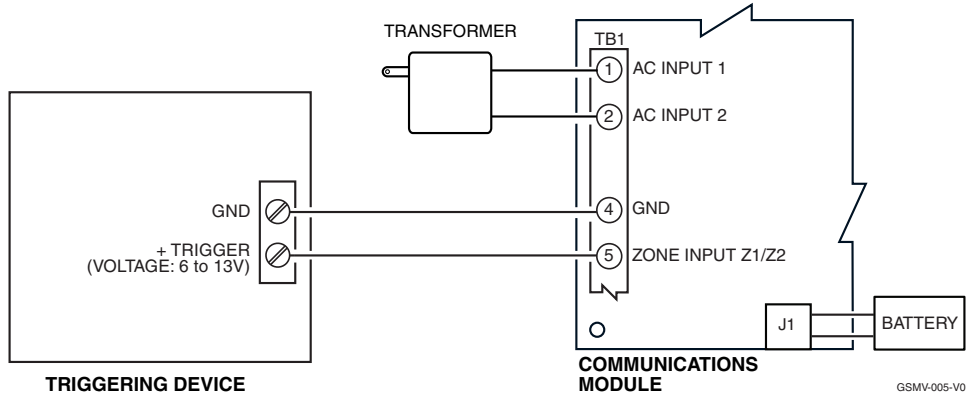 TRANSFORMER
TB1
1 AC INPUT 1
2 AC INPUT 2
GND
4 GND
+ TRIGGER
(VOLTAGE: 6 to 13V)
5 ZONE INPUT Z1/Z2
J1
BATTERY
TRIGGERING DEVICE
COMMUNICATIONS
MODULE
GSMV-005-V0